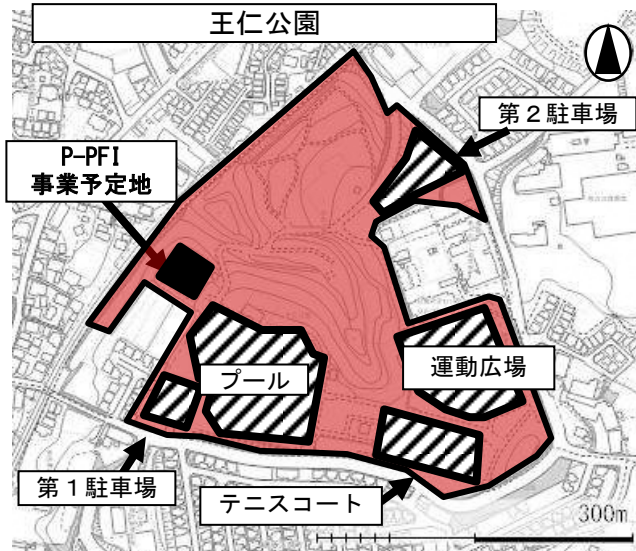 王仁公園
第２駐車場
P-PFI
事業予定地
運動広場
プール
第１駐車場
テニスコート
300m